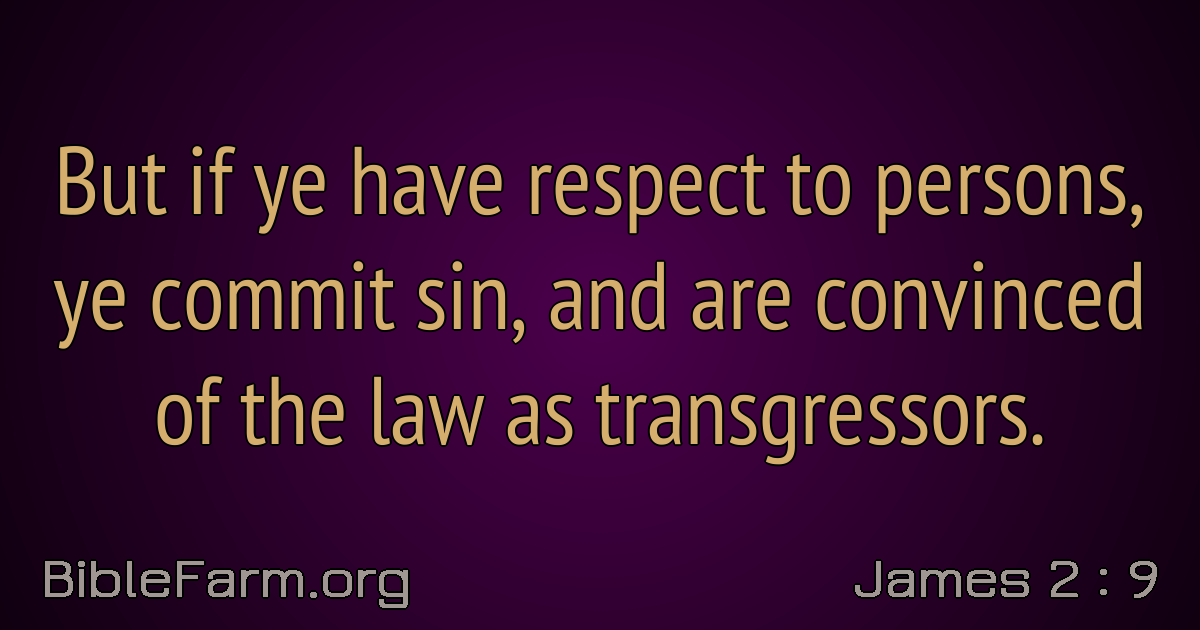 But if ye have respect to persons,
ye commit sin, and are convinced
of the law as transgressors.
BibleFarm.org
James 2 : 9